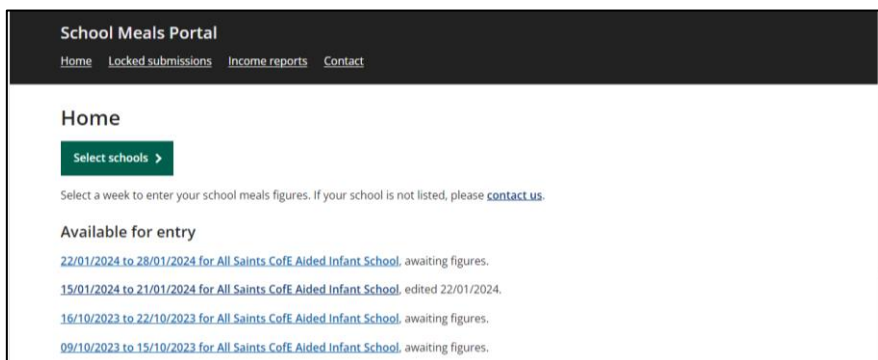 School Meals Portal
Home Locked submissions Income reports Contact
Home
Select schools
Select a week to enter your school meals figures. If your school is not listed, please contact us.
Available for entry
22/01/2024 to 28/01/2024 for All Saints CofE Aided Infant School, awaiting figures.
15/01/2024 to 21/01/2024 for All Saints CofE Aided Infant School, edited 22/01/2024.
16/10/2023 to 22/10/2023 for All Saints CofE Aided Infant School, awaiting figures.
09/10/2023 to 15/10/2023 for All Saints CofE Aided Infant School, awaiting figures.